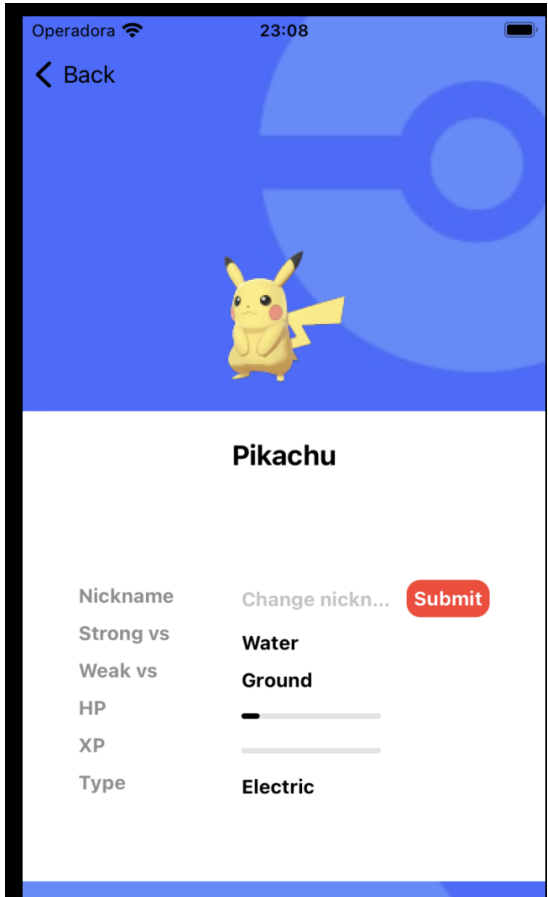 Operadora 23:08
Back
Pikachu
Nickname Change nickn... Submit
Strong vs Water
Weak vs Ground
HP
XP
Type Electric